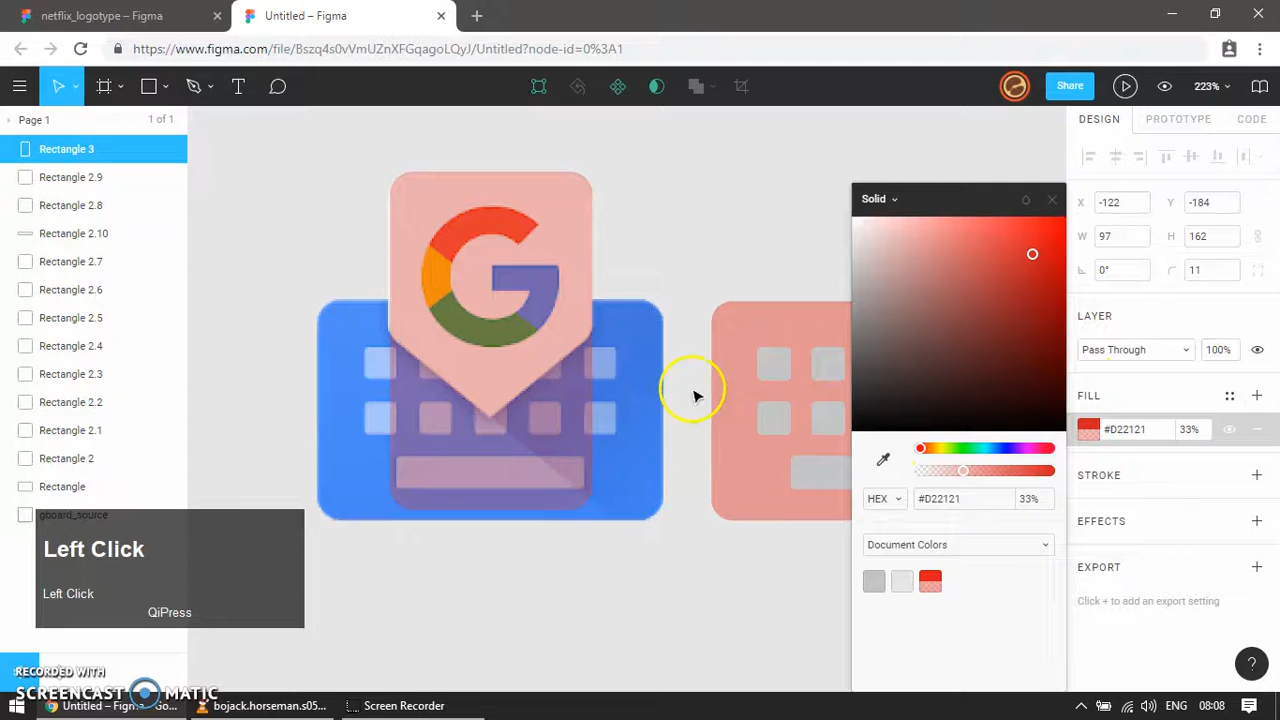 netflix_logotype – Figma
Untitled – Figma
https://www.figma.com/file/Bszq4s0vVmUZnXFGqagoLQyJ/Untitled?node-id=0%3A1
T
Share
223%
Page 1
1 of 1
Rectangle 3
Rectangle 2.9
Rectangle 2.8
Rectangle 2.10
Rectangle 2.7
Rectangle 2.6
Rectangle 2.5
Rectangle 2.4
Rectangle 2.3
Rectangle 2.2
Rectangle 2.1
Rectangle 2
Rectangle
gboard_source
Left Click
Left Click
QiPress
RECORDED WITH
SCREENCAST MATIC
G
Solid
HEX
#D22121
33%
Document Colors
DESIGN
PROTOTYPE
CODE
X
-122
Y
-184
W
97
H
162
0°
11
LAYER
Pass Through
100%
FILL
#D22121
33%
STROKE
EFFECTS
EXPORT
Click + to add an export setting
?
Untitled – Figma - Go...
bojack.horseman.s05...
Screen Recorder
ENG
08:08